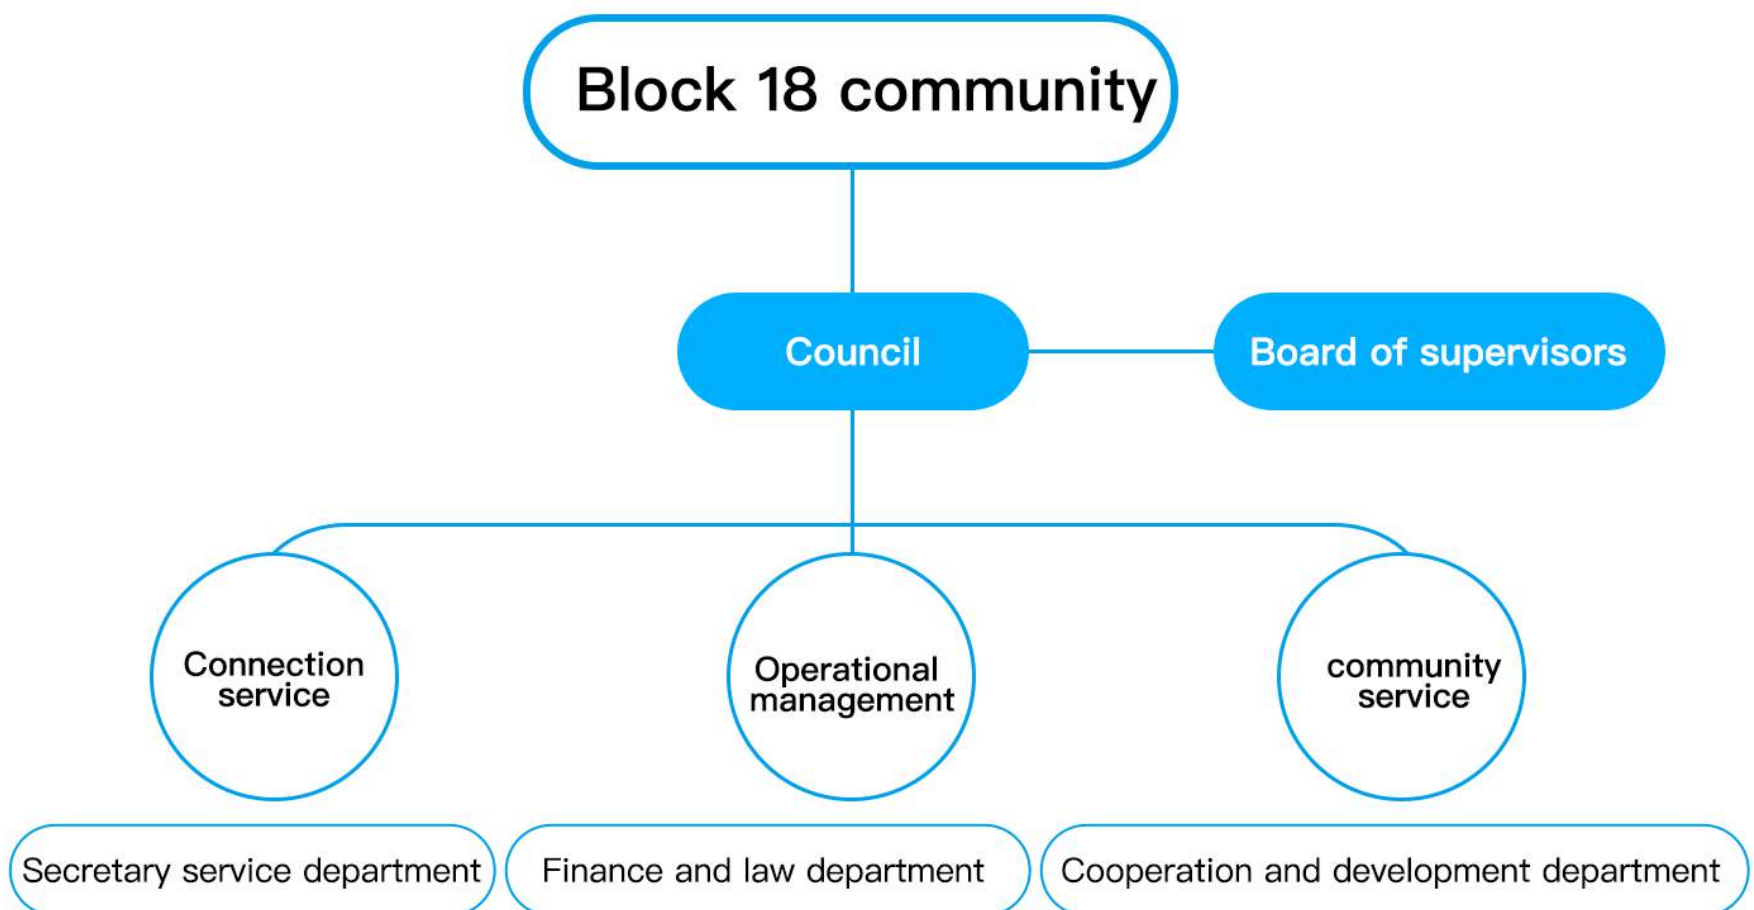 Block 18 community
Council
Board of supervisors
Connection
service
Operational
management
community
service
Secretary service department
Finance and law department
Cooperation and development department